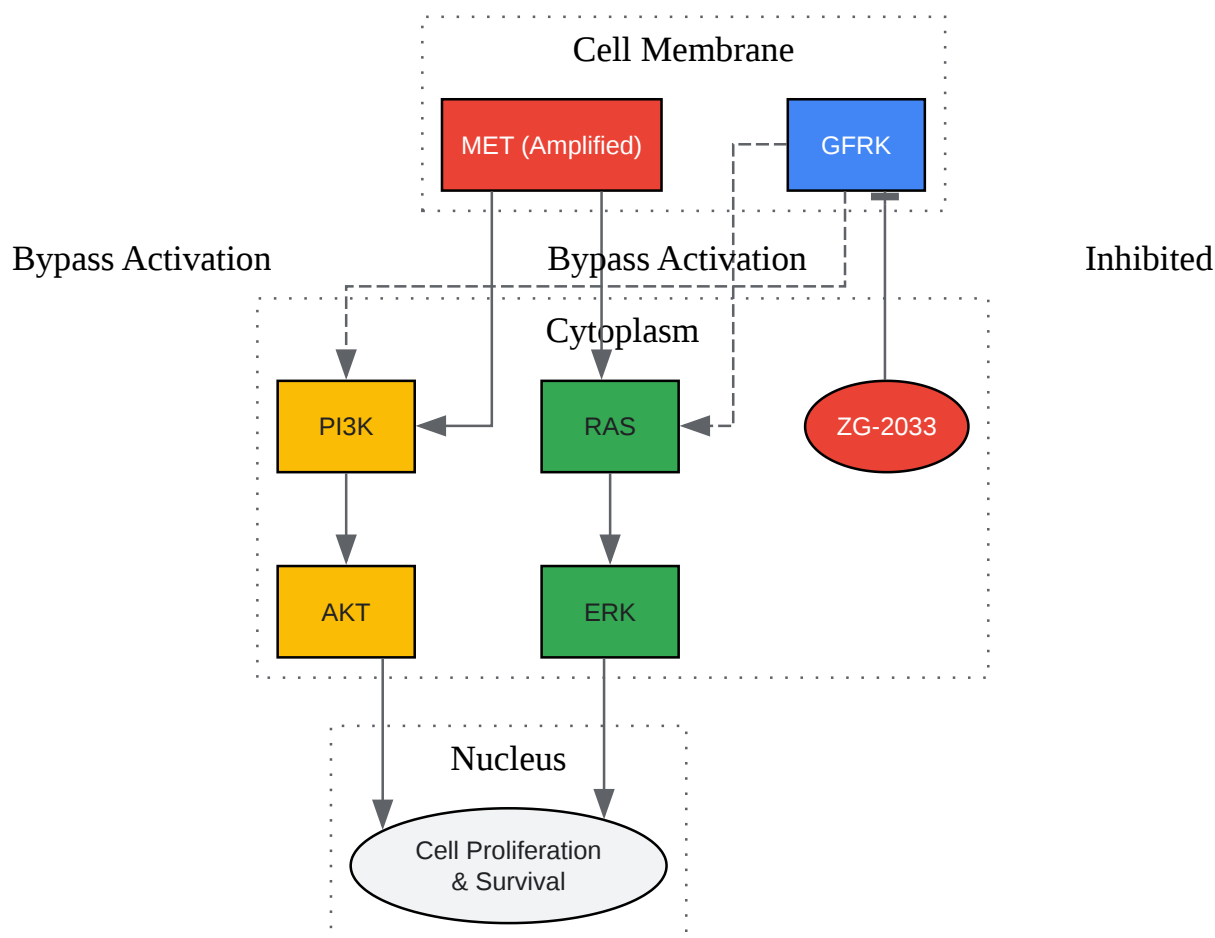 Cell Membrane
MET (Amplified)
GFRK
Bypass Activation
Bypass Activation
Inhibited
Cytoplasm
PI3K
RAS
ZG-2033
AKT
ERK
Nucleus
Cell Proliferation
& Survival